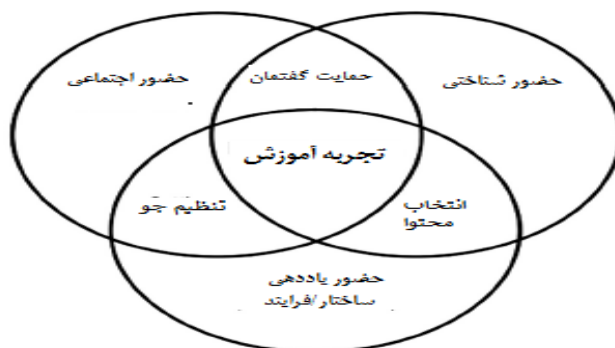 حمایت گفتمان
حضور اجتماعی
حضور شناختی
تجربه آموزش
تنظیم جو
انتخاب
محتوا
حضور یاددهی
ساختار/فرایند